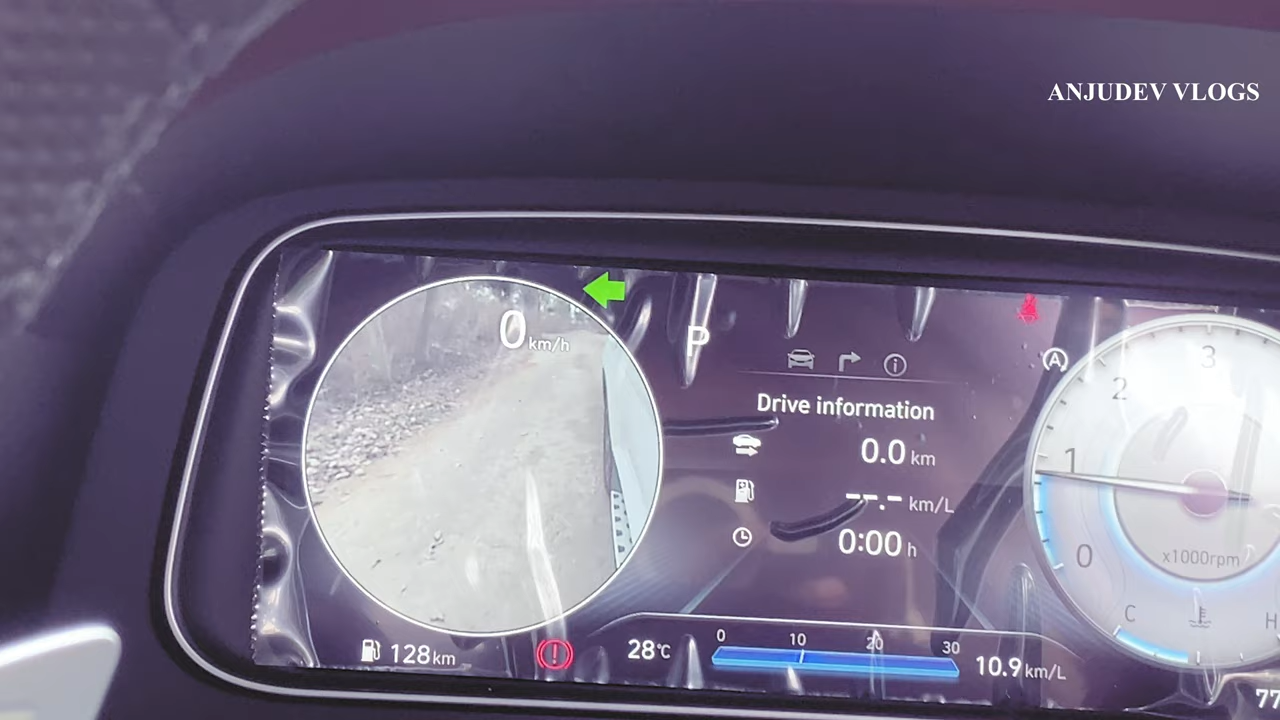 ANJUDEV VLOGS
0 km/h
P
A
Drive information
0.0 km
--.- km/L
0:00 h
128 km
28°C
0 10 20 30
10.9 km/L
3
2
1
0
x1000rpm
C H
77